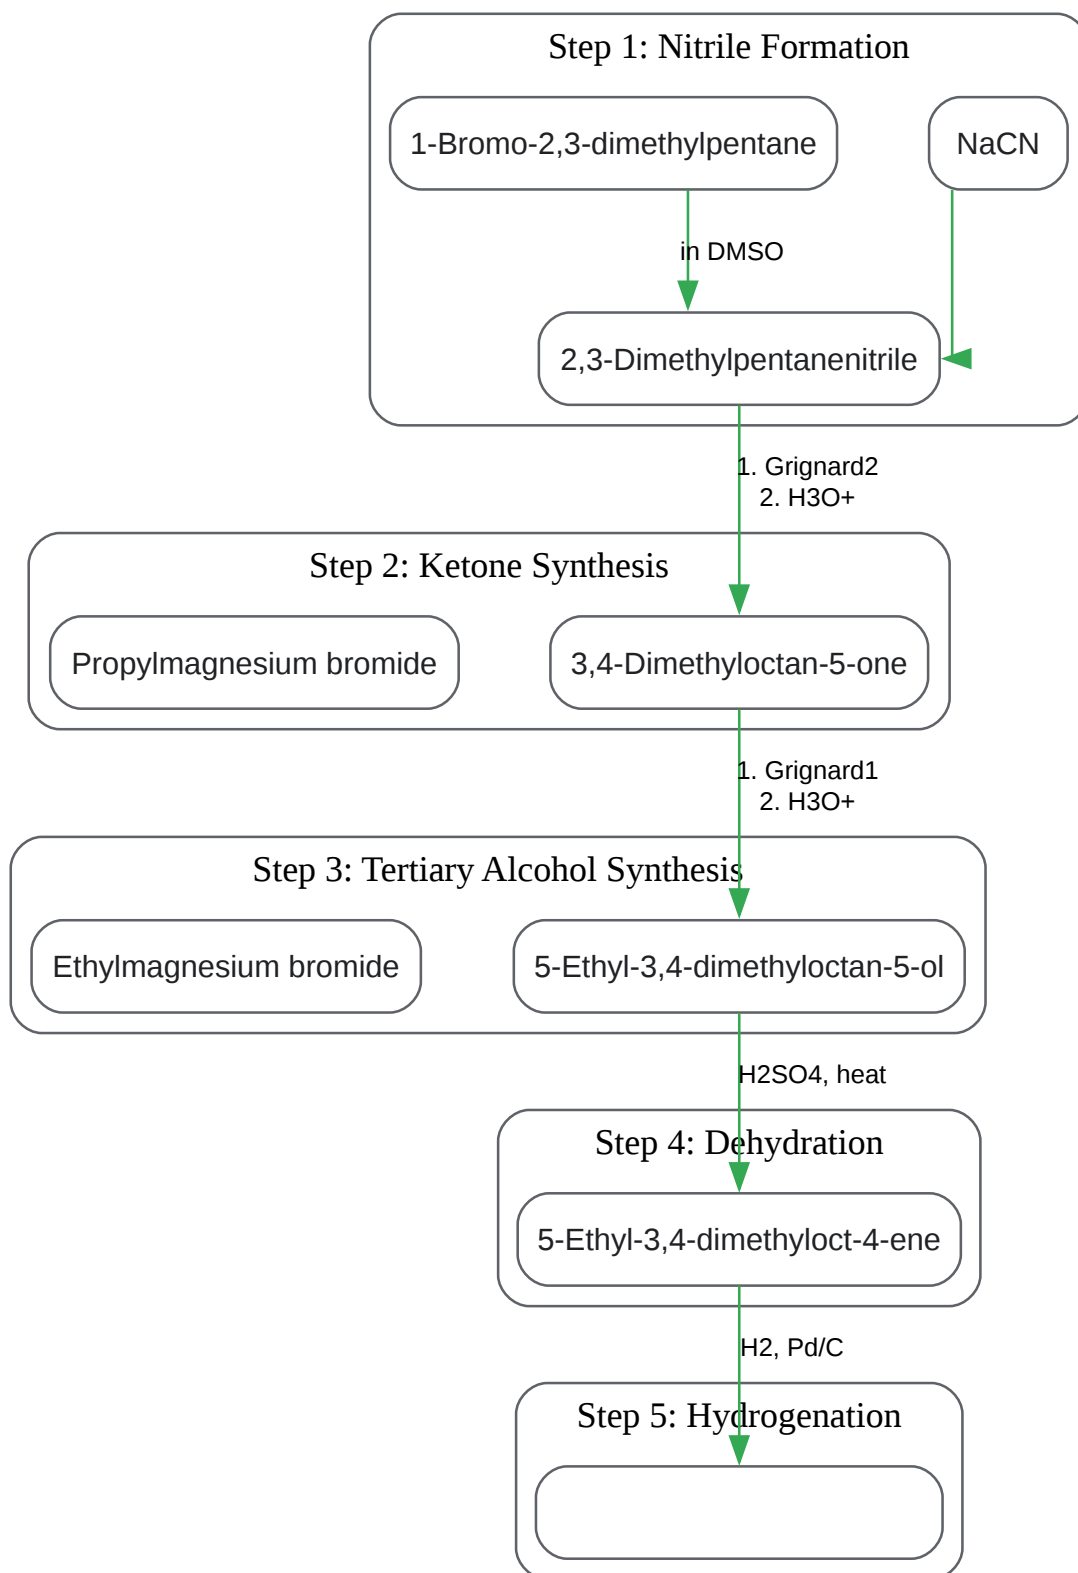 Step 1: Nitrile Formation
1-Bromo-2,3-dimethylpentane
NaCN
in DMSO
2,3-Dimethylpentanenitrile
1. Grignard2
2. H3O+
Step 2: Ketone Synthesis
Propylmagnesium bromide
3,4-Dimethyloctan-5-one
1. Grignard1
2. H3O+
Step 3: Tertiary Alcohol Synthesis
Ethylmagnesium bromide
5-Ethyl-3,4-dimethyloctan-5-ol
H2SO4, heat
Step 4: Dehydration
5-Ethyl-3,4-dimethyloct-4-ene
H2, Pd/C
Step 5: Hydrogenation